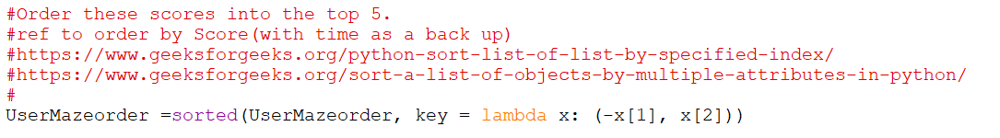 #Order these scores into the top 5.
#ref to order by Score(with time as a back up)
#https://www.geeksforgeeks.org/python-sort-list-of-list-by-specified-index/
#https://www.geeksforgeeks.org/sort-a-list-of-objects-by-multiple-attributes-in-python/
#
UserMazeorder =sorted(UserMazeorder, key = lambda x: (-x[1], x[2]))